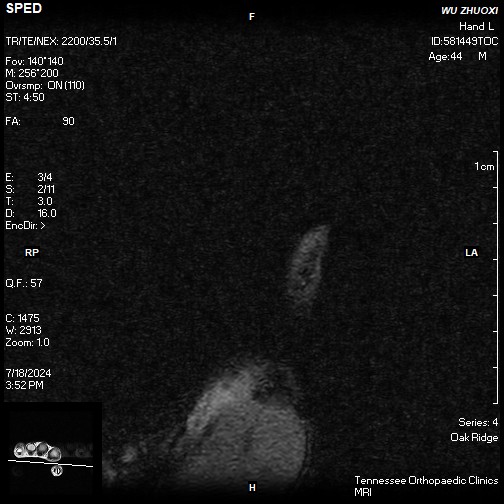 SPED
F
WU ZHUOXI
Hand L
TR/TE/NEX: 2200/35.5/1
ID:581449TOC
Age:44 M
Fov: 140*140
M: 256*200
Ovrsmp: ON (110)
ST: 4:50
FA: 90
1cm
E: 3/4
S: 2/11
T: 3.0
D: 16.0
EncDir: >
RP
LA
Q.F.: 57
C: 1475
W: 2913
Zoom: 1.0
7/18/2024
3:52 PM
Series: 4
Oak Ridge
H
Tennessee Orthopaedic Clinics
MRI